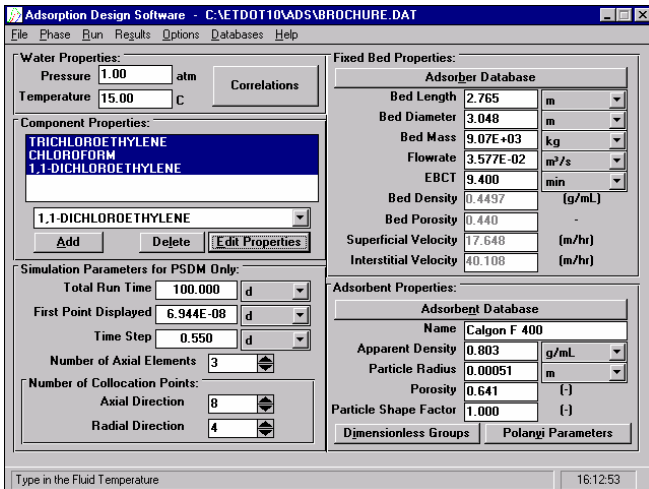 Adsorption Design Software - C:\ETDOT10\ADS\BROCHURE.DAT
File Phase Run Results Options Databases Help
Water Properties:
Pressure 1.00 atm
Temperature 15.00 C
Correlations
Component Properties:
TRICHLOROETHYLENE
CHLOROFORM
1,1-DICHLOROETHYLENE
1,1-DICHLOROETHYLENE
Add Delete Edit Properties
Simulation Parameters for PSDM Only:
Total Run Time 100.000 d
First Point Displayed 6.944E-08 d
Time Step 0.550 d
Number of Axial Elements 3
Number of Collocation Points:
Axial Direction 8
Radial Direction 4
Fixed Bed Properties:
Adsorber Database
Bed Length 2.765 m
Bed Diameter 3.048 m
Bed Mass 9.07E+03 kg
Flowrate 3.577E-02 m³/s
EBCT 9.400 min
Bed Density 0.4497 (g/mL)
Bed Porosity 0.440 -
Superficial Velocity 17.648 (m/hr)
Interstitial Velocity 40.108 (m/hr)
Adsorbent Properties:
Adsorbent Database
Name Calgon F 400
Apparent Density 0.803 g/mL
Particle Radius 0.00051 m
Porosity 0.641 (-)
Particle Shape Factor 1.000 (-)
Dimensionless Groups Polanyi Parameters
Type in the Fluid Temperature 16:12:53